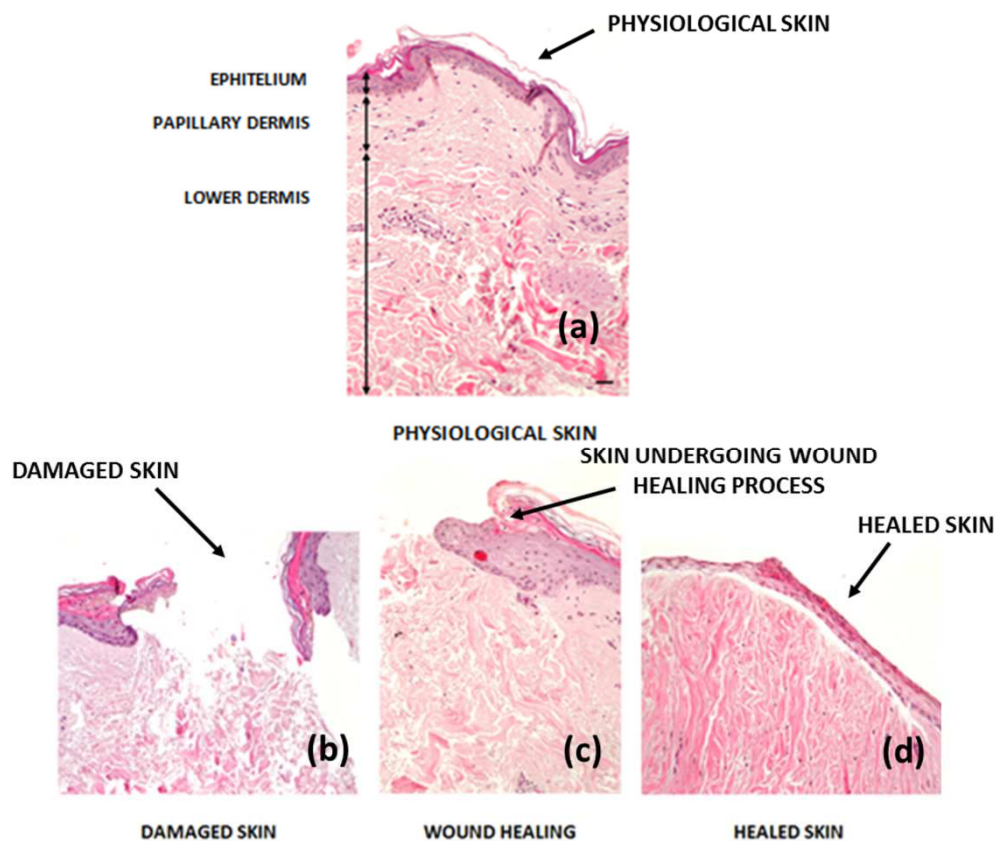 PHYSIOLOGICAL SKIN
EPHITELIUM
PAPILLARY DERMIS
LOWER DERMIS
(a)
PHYSIOLOGICAL SKIN
DAMAGED SKIN
SKIN UNDERGOING WOUND
HEALING PROCESS
HEALED SKIN
(b)
(c)
(d)
DAMAGED SKIN
WOUND HEALING
HEALED SKIN